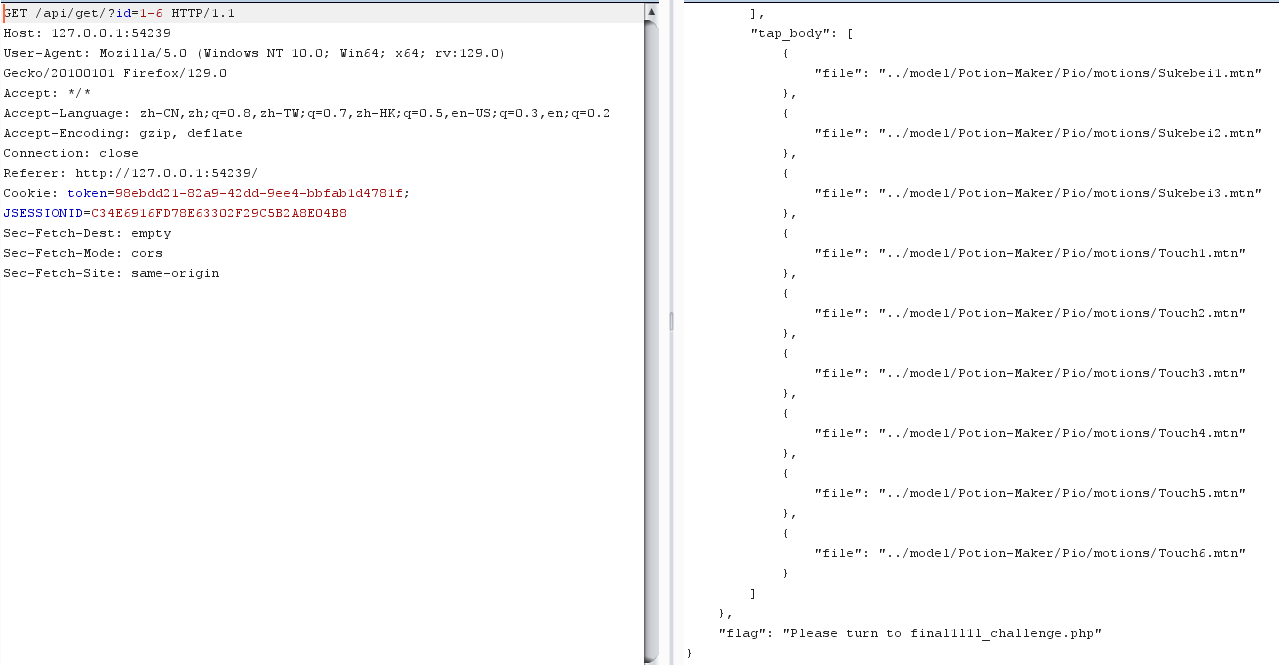 GET /api/get/?id=1-6 HTTP/1.1
Host: 127.0.0.1:54239
User-Agent: Mozilla/5.0 (Windows NT 10.0; Win64; x64; rv:129.0)
Gecko/20100101 Firefox/129.0
Accept: */*
Accept-Language: zh-CN,zh;q=0.8,zh-TW;q=0.7,zh-HK;q=0.5,en-US;q=0.3,en;q=0.2
Accept-Encoding: gzip, deflate
Connection: close
Referer: http://127.0.0.1:54239/
Cookie: token=98ebdd21-82a9-42dd-9ee4-bbfab1d4781f;
JSESSIONID=C34E6916FD78E63302F29C5B2A8E04B8
Sec-Fetch-Dest: empty
Sec-Fetch-Mode: cors
Sec-Fetch-Site: same-origin
],
"tap_body": [
{
"file": "../model/Potion-Maker/Pio/motions/Sukebei1.mtn"
},
{
"file": "../model/Potion-Maker/Pio/motions/Sukebei2.mtn"
},
{
"file": "../model/Potion-Maker/Pio/motions/Sukebei3.mtn"
},
{
"file": "../model/Potion-Maker/Pio/motions/Touch1.mtn"
},
{
"file": "../model/Potion-Maker/Pio/motions/Touch2.mtn"
},
{
"file": "../model/Potion-Maker/Pio/motions/Touch3.mtn"
},
{
"file": "../model/Potion-Maker/Pio/motions/Touch4.mtn"
},
{
"file": "../model/Potion-Maker/Pio/motions/Touch5.mtn"
},
{
"file": "../model/Potion-Maker/Pio/motions/Touch6.mtn"
}
]
},
"flag": "Please turn to final1l1l_challenge.php"
}